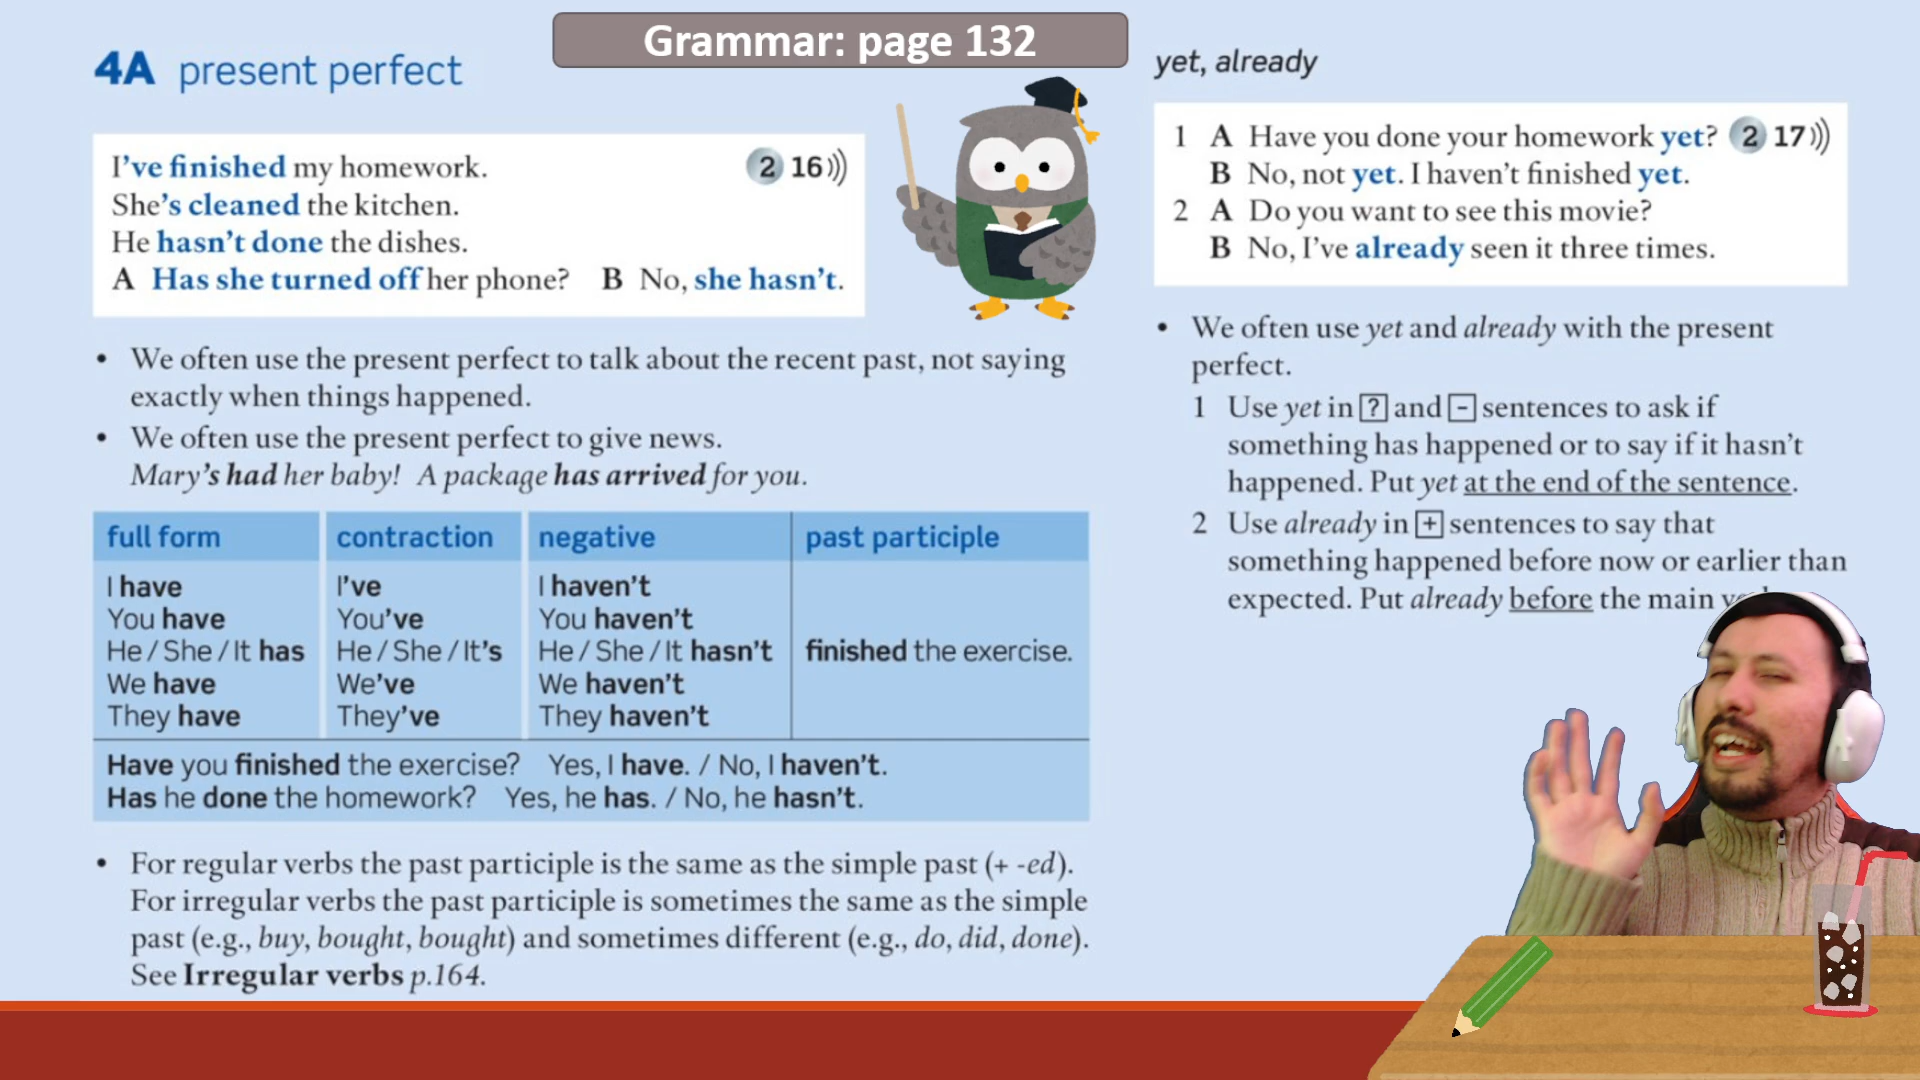 Grammar: page 132
4A present perfect
I've finished my homework. 2 16
She's cleaned the kitchen.
He hasn't done the dishes.
A Has she turned off her phone? B No, she hasn't.
• We often use the present perfect to talk about the recent past, not saying
exactly when things happened.
• We often use the present perfect to give news.
Mary's had her baby! A package has arrived for you.
full form contraction negative past participle
I have I've I haven't
You have You've You haven't
He / She / It has He / She / It's He / She / It hasn't finished the exercise.
We have We've We haven't
They have They've They haven't
Have you finished the exercise? Yes, I have. / No, I haven't.
Has he done the homework? Yes, he has. / No, he hasn't.
• For regular verbs the past participle is the same as the simple past (+ -ed).
For irregular verbs the past participle is sometimes the same as the simple
past (e.g., buy, bought, bought) and sometimes different (e.g., do, did, done).
See Irregular verbs p.164.
yet, already
1 A Have you done your homework yet? 2 17
B No, not yet. I haven't finished yet.
2 A Do you want to see this movie?
B No, I've already seen it three times.
• We often use yet and already with the present
perfect.
1 Use yet in ? and - sentences to ask if
something has happened or to say if it hasn't
happened. Put yet at the end of the sentence.
2 Use already in + sentences to say that
something happened before now or earlier than
expected. Put already before the main